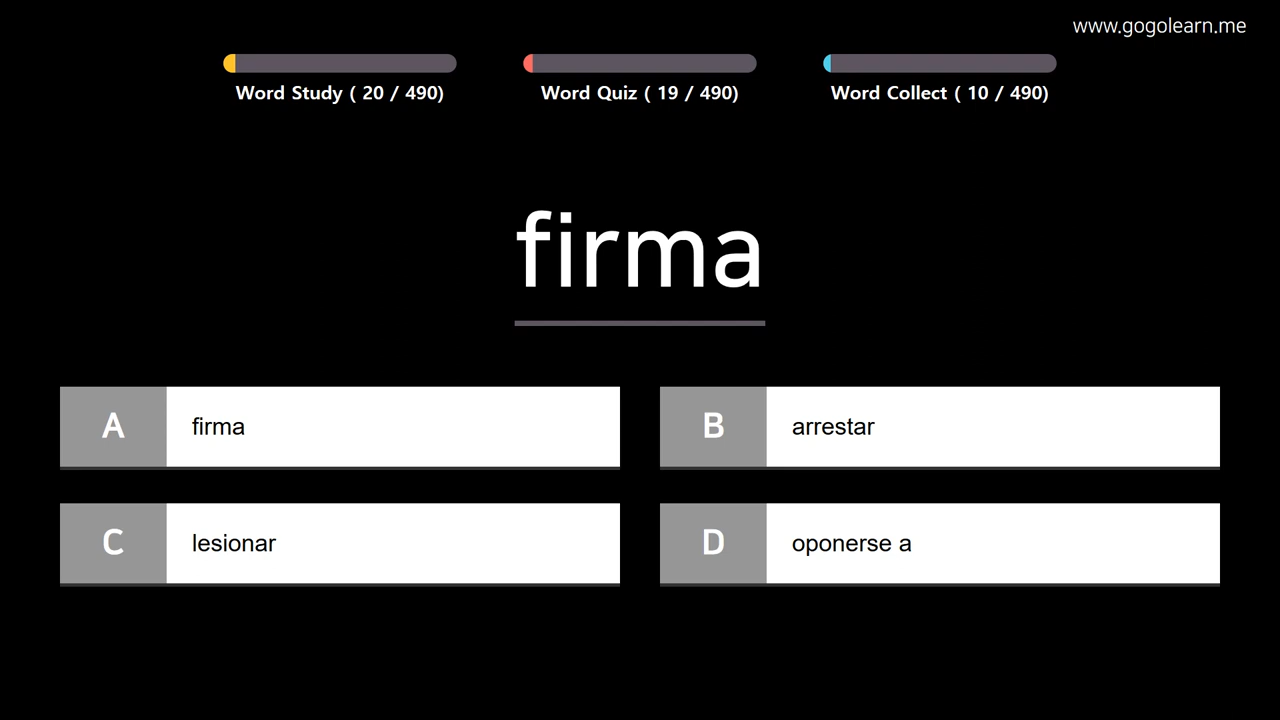 www.gogolearn.me
Word Study ( 20 / 490)
Word Quiz ( 19 / 490)
Word Collect ( 10 / 490)
firma
A firma
B arrestar
C lesionar
D oponerse a